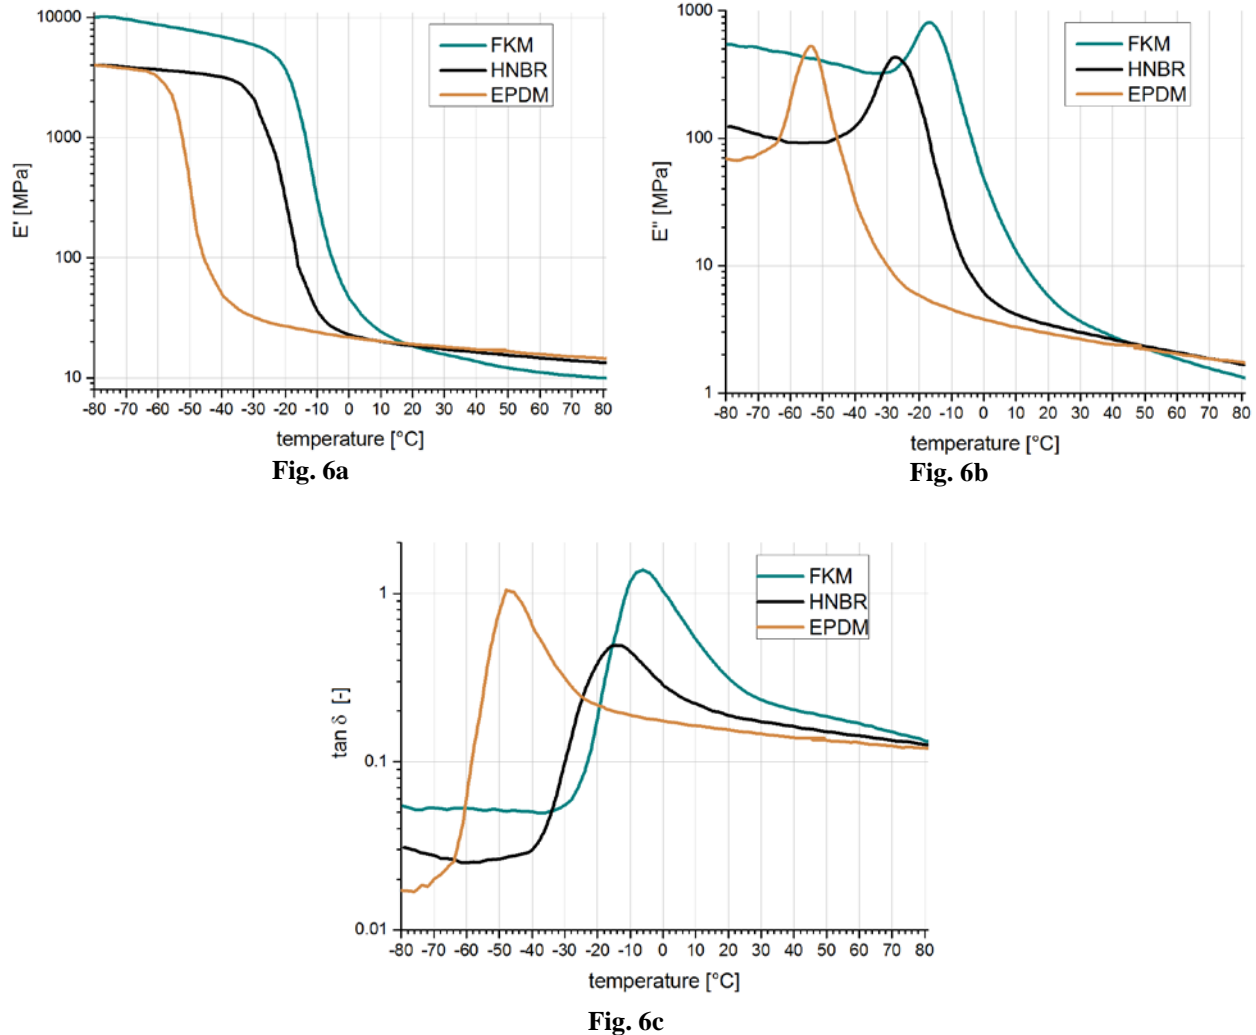 10000
1000
100
10
E' [MPa]
FKM
HNBR
EPDM
-80 -70 -60 -50 -40 -30 -20 -10 0 10 20 30 40 50 60 70 80
temperature [°C]
Fig. 6a
1000
100
10
1
E'' [MPa]
FKM
HNBR
EPDM
-80 -70 -60 -50 -40 -30 -20 -10 0 10 20 30 40 50 60 70 80
temperature [°C]
Fig. 6b
1
0.1
0.01
tan δ [-]
FKM
HNBR
EPDM
-80 -70 -60 -50 -40 -30 -20 -10 0 10 20 30 40 50 60 70 80
temperature [°C]
Fig. 6c